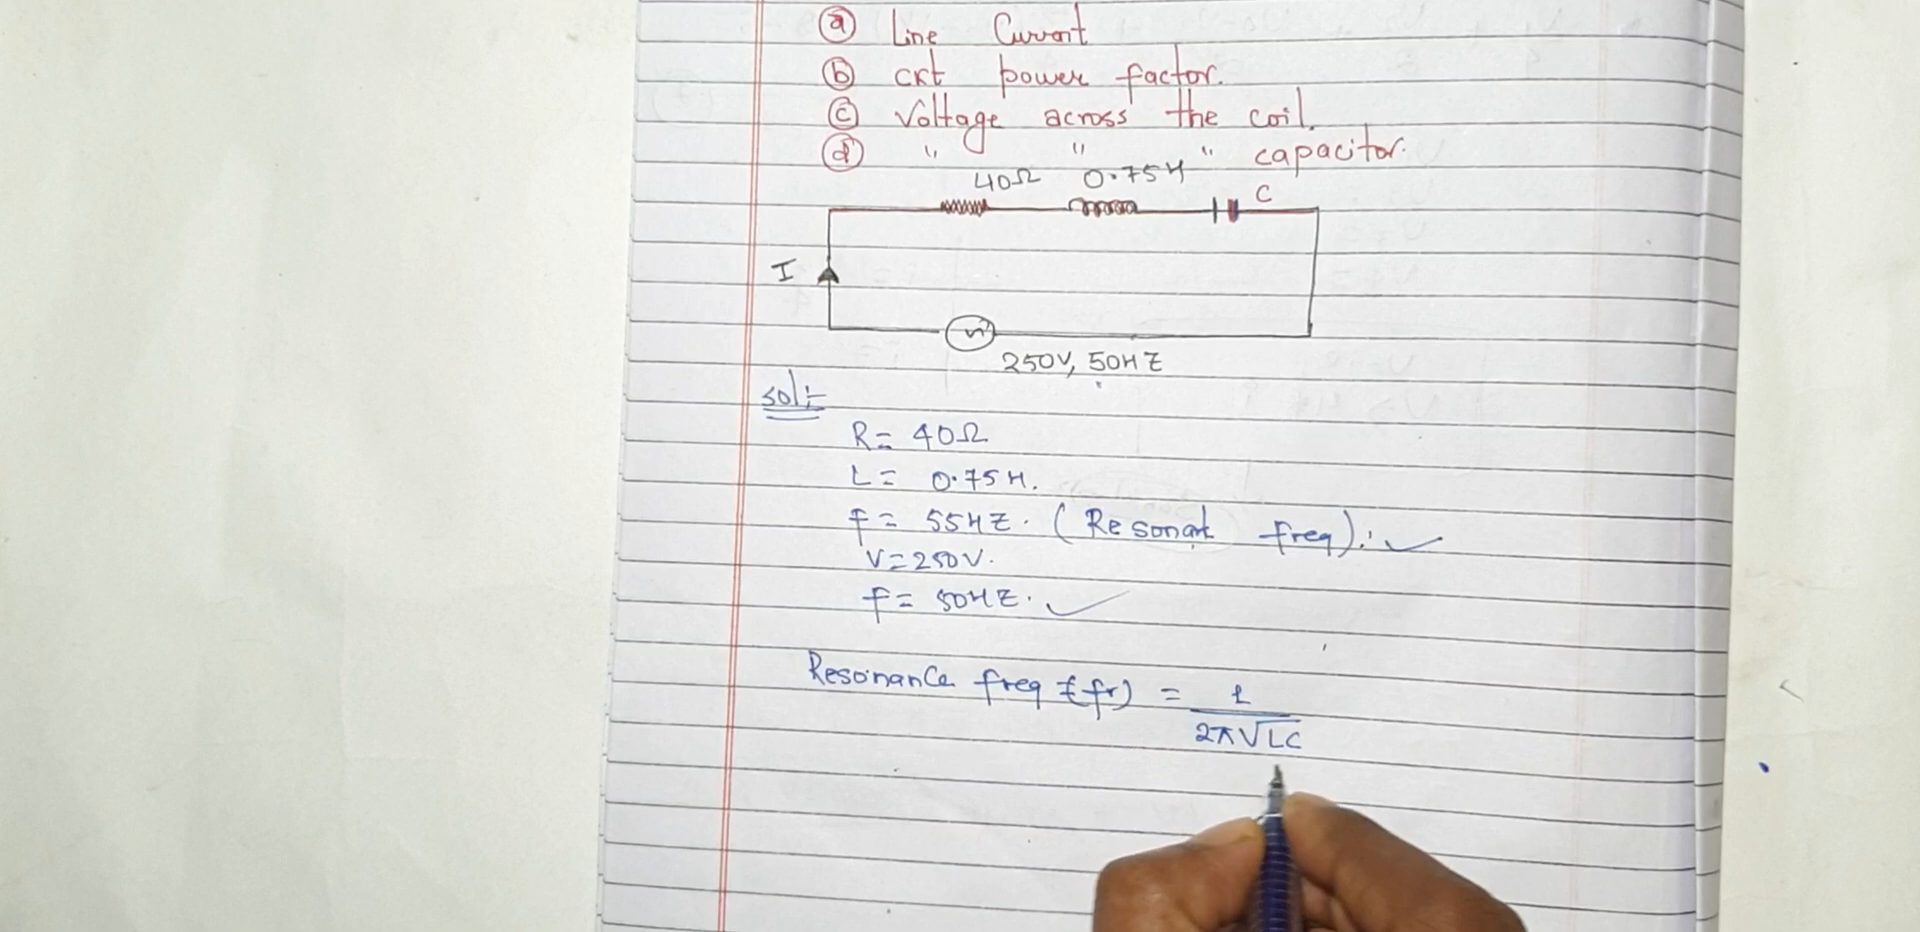 ⓐ Line Current
ⓑ ckt power factor.
ⓒ Voltage across the coil.
ⓓ " " " capacitor.
40Ω 0.75H C
I
250V, 50HZ
Sol:-
R = 40Ω
L = 0.75H.
f = 55HZ. (Resonant freq).
V=250V.
f = 50HZ.
Resonance freq (fr) = 1
2π√LC